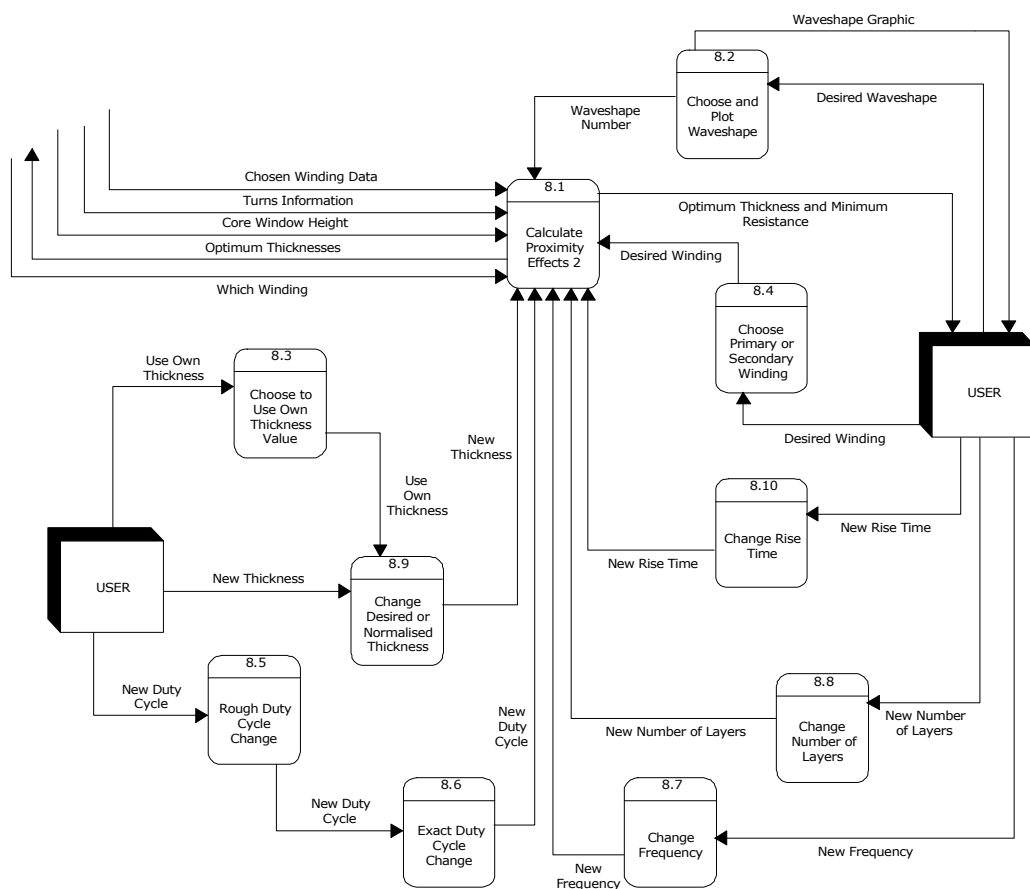 Waveshape Graphic
8.2
Choose and
Plot
Waveshape
Desired Waveshape
Waveshape
Number
Chosen Winding Data
Turns Information
Core Window Height
Optimum Thicknesses
Which Winding
8.1
Calculate
Proximity
Effects 2
Optimum Thickness and Minimum
Resistance
Desired Winding
8.4
Choose
Primary or
Secondary
Winding
USER
Desired Winding
Use Own
Thickness
8.3
Choose to
Use Own
Thickness
Value
New
Thickness
Use
Own
Thickness
8.10
Change Rise
Time
New Rise Time
New Rise Time
USER
New Thickness
8.9
Change
Desired or
Normalised
Thickness
New Duty
Cycle
8.5
Rough Duty
Cycle
Change
New
Duty
Cycle
8.8
Change
Number of
Layers
New Number
of Layers
New Number of Layers
New Duty
Cycle
8.6
Exact Duty
Cycle
Change
8.7
Change
Frequency
New Frequency
New
Frequency